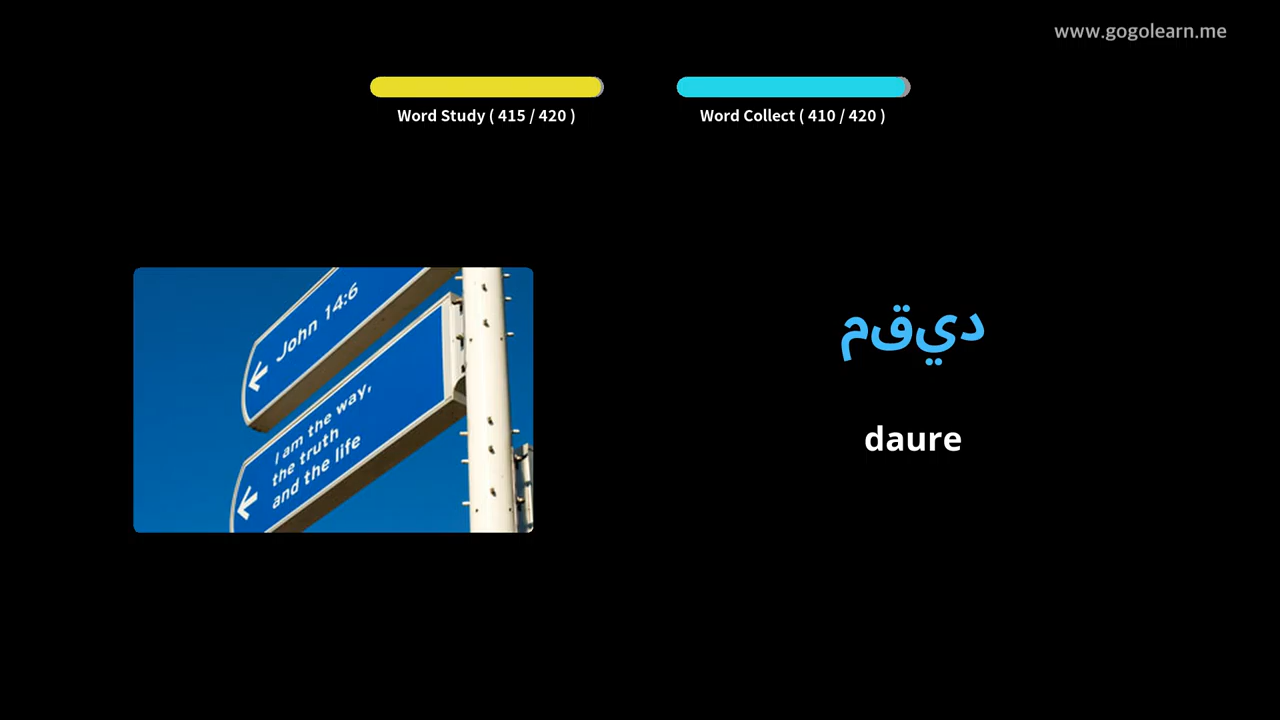 www.gogolearn.me
Word Study ( 415 / 420 )
Word Collect ( 410 / 420 )
John 14:6
I am the way,
the truth
and the life
ديقم
daure